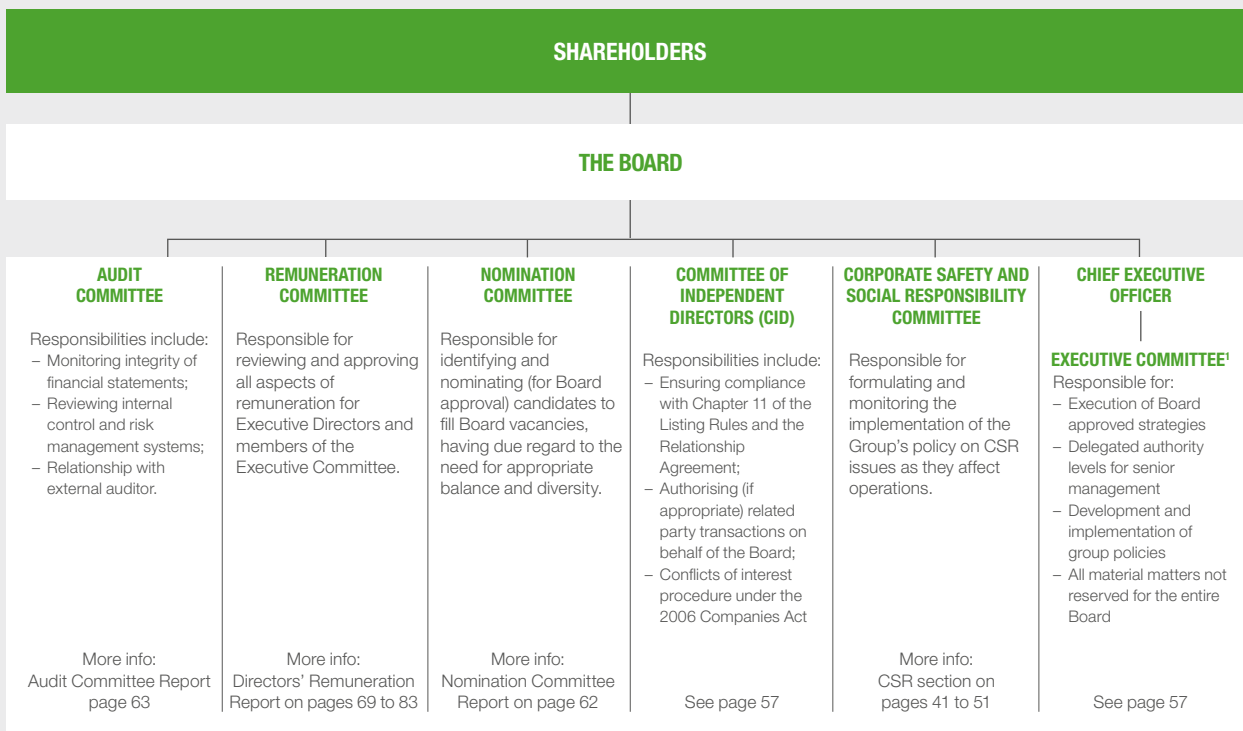 SHAREHOLDERS
THE BOARD
AUDIT
COMMITTEE
Responsibilities include:
– Monitoring integrity of
financial statements;
– Reviewing internal
control and risk
management systems;
– Relationship with
external auditor.
More info:
Audit Committee Report
page 63
REMUNERATION
COMMITTEE
Responsible for
reviewing and approving
all aspects of
remuneration for
Executive Directors and
members of the
Executive Committee.
More info:
Directors’ Remuneration
Report on pages 69 to 83
NOMINATION
COMMITTEE
Responsible for
identifying and
nominating (for Board
approval) candidates to
fill Board vacancies,
having due regard to the
need for appropriate
balance and diversity.
More info:
Nomination Committee
Report on page 62
COMMITTEE OF
INDEPENDENT
DIRECTORS (CID)
Responsibilities include:
– Ensuring compliance
with Chapter 11 of the
Listing Rules and the
Relationship
Agreement;
– Authorising (if
appropriate) related
party transactions on
behalf of the Board;
– Conflicts of interest
procedure under the
2006 Companies Act
See page 57
CORPORATE SAFETY AND
SOCIAL RESPONSIBILITY
COMMITTEE
Responsible for
formulating and
monitoring the
implementation of the
Group’s policy on CSR
issues as they affect
operations.
More info:
CSR section on
pages 41 to 51
CHIEF EXECUTIVE
OFFICER
EXECUTIVE COMMITTEE¹
Responsible for:
– Execution of Board
approved strategies
– Delegated authority
levels for senior
management
– Development and
implementation of
group policies
– All material matters not
reserved for the entire
Board
See page 57